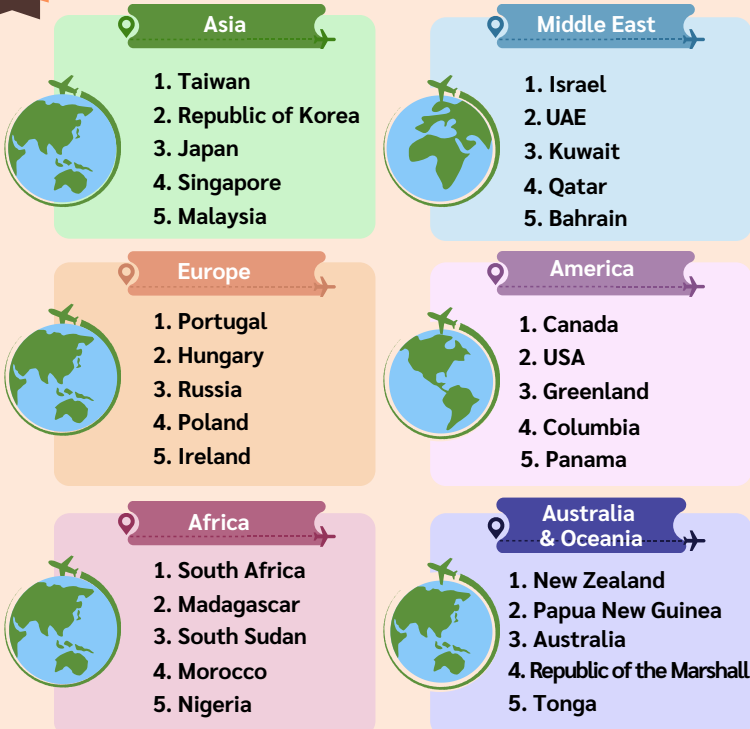 Asia
1. Taiwan
2. Republic of Korea
3. Japan
4. Singapore
5. Malaysia
Middle East
1. Israel
2. UAE
3. Kuwait
4. Qatar
5. Bahrain
Europe
1. Portugal
2. Hungary
3. Russia
4. Poland
5. Ireland
America
1. Canada
2. USA
3. Greenland
4. Columbia
5. Panama
Africa
1. South Africa
2. Madagascar
3. South Sudan
4. Morocco
5. Nigeria
Australia
& Oceania
1. New Zealand
2. Papua New Guinea
3. Australia
4. Republic of the Marshall
5. Tonga